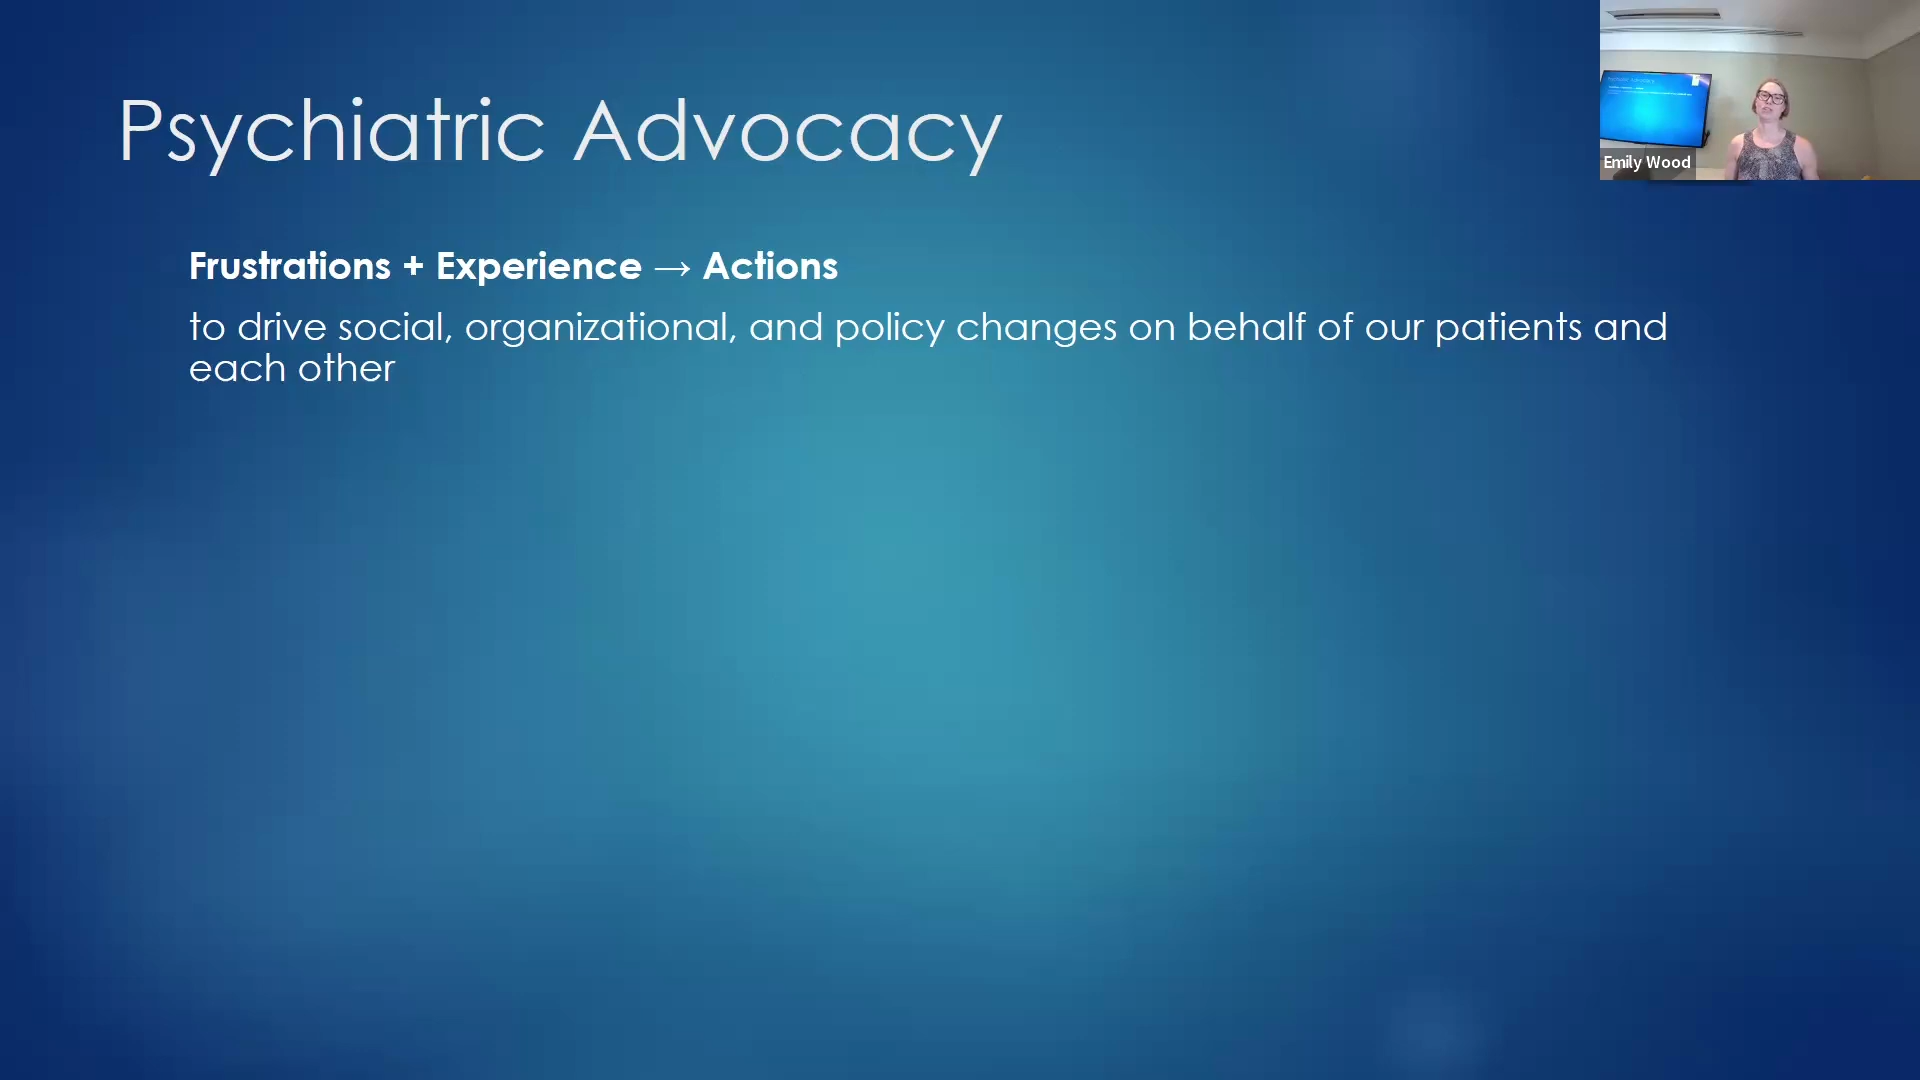 Psychiatric Advocacy
Frustrations + Experience → Actions
to drive social, organizational, and policy changes on behalf of our patients and
each other
Emily Wood